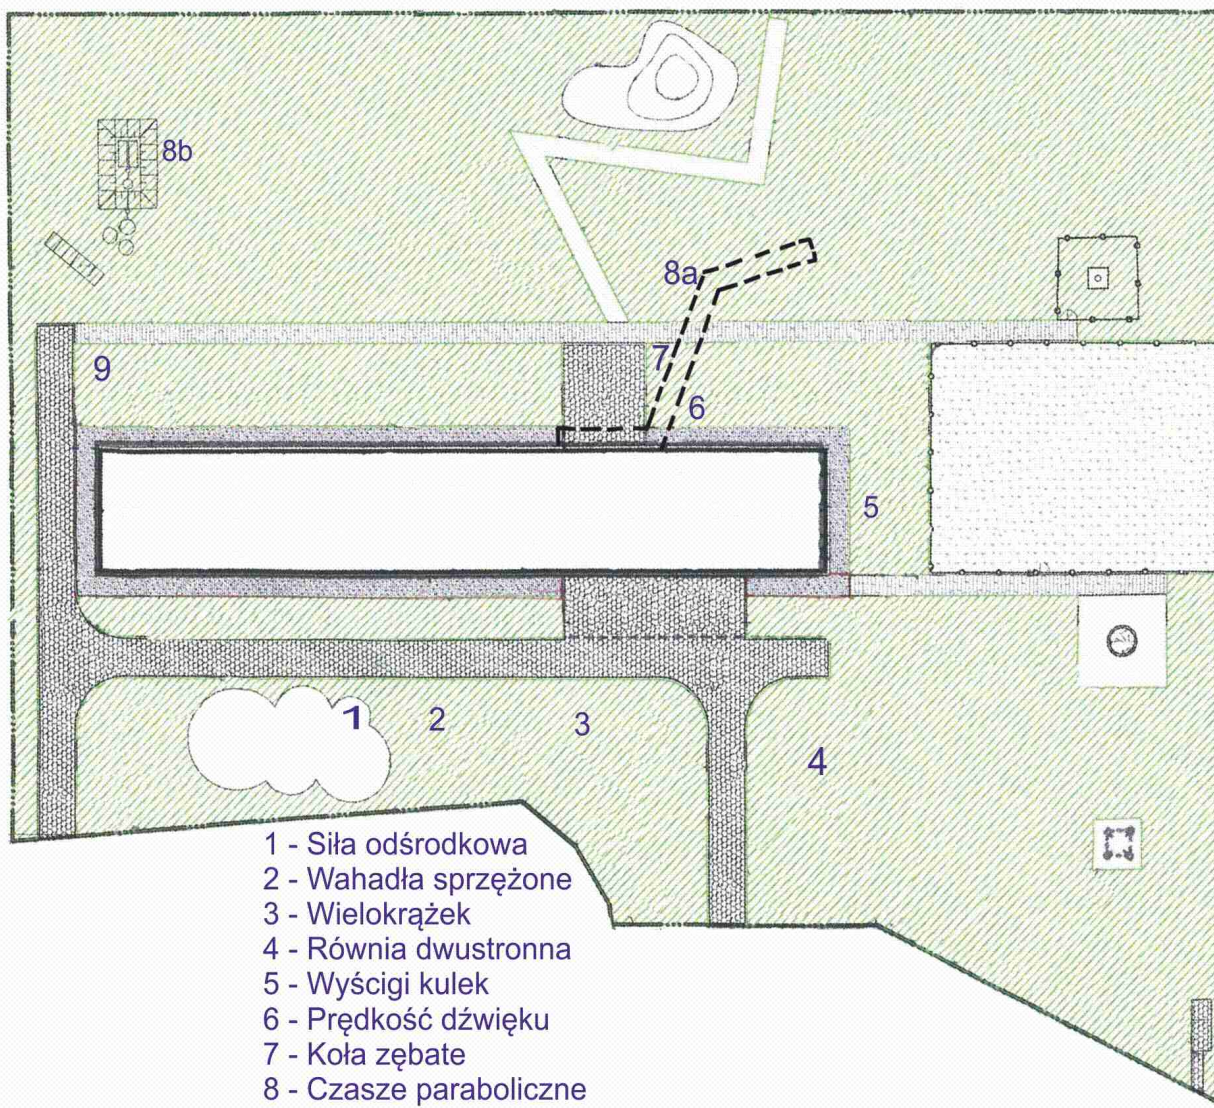 8b
8a
9
7
6
5
1
2
3
4
1 - Siła odśrodkowa
2 - Wahadła sprzężone
3 - Wielokrążek
4 - Równia dwustronna
5 - Wyścigi kulek
6 - Prędkość dźwięku
7 - Koła zębate
8 - Czasze paraboliczne